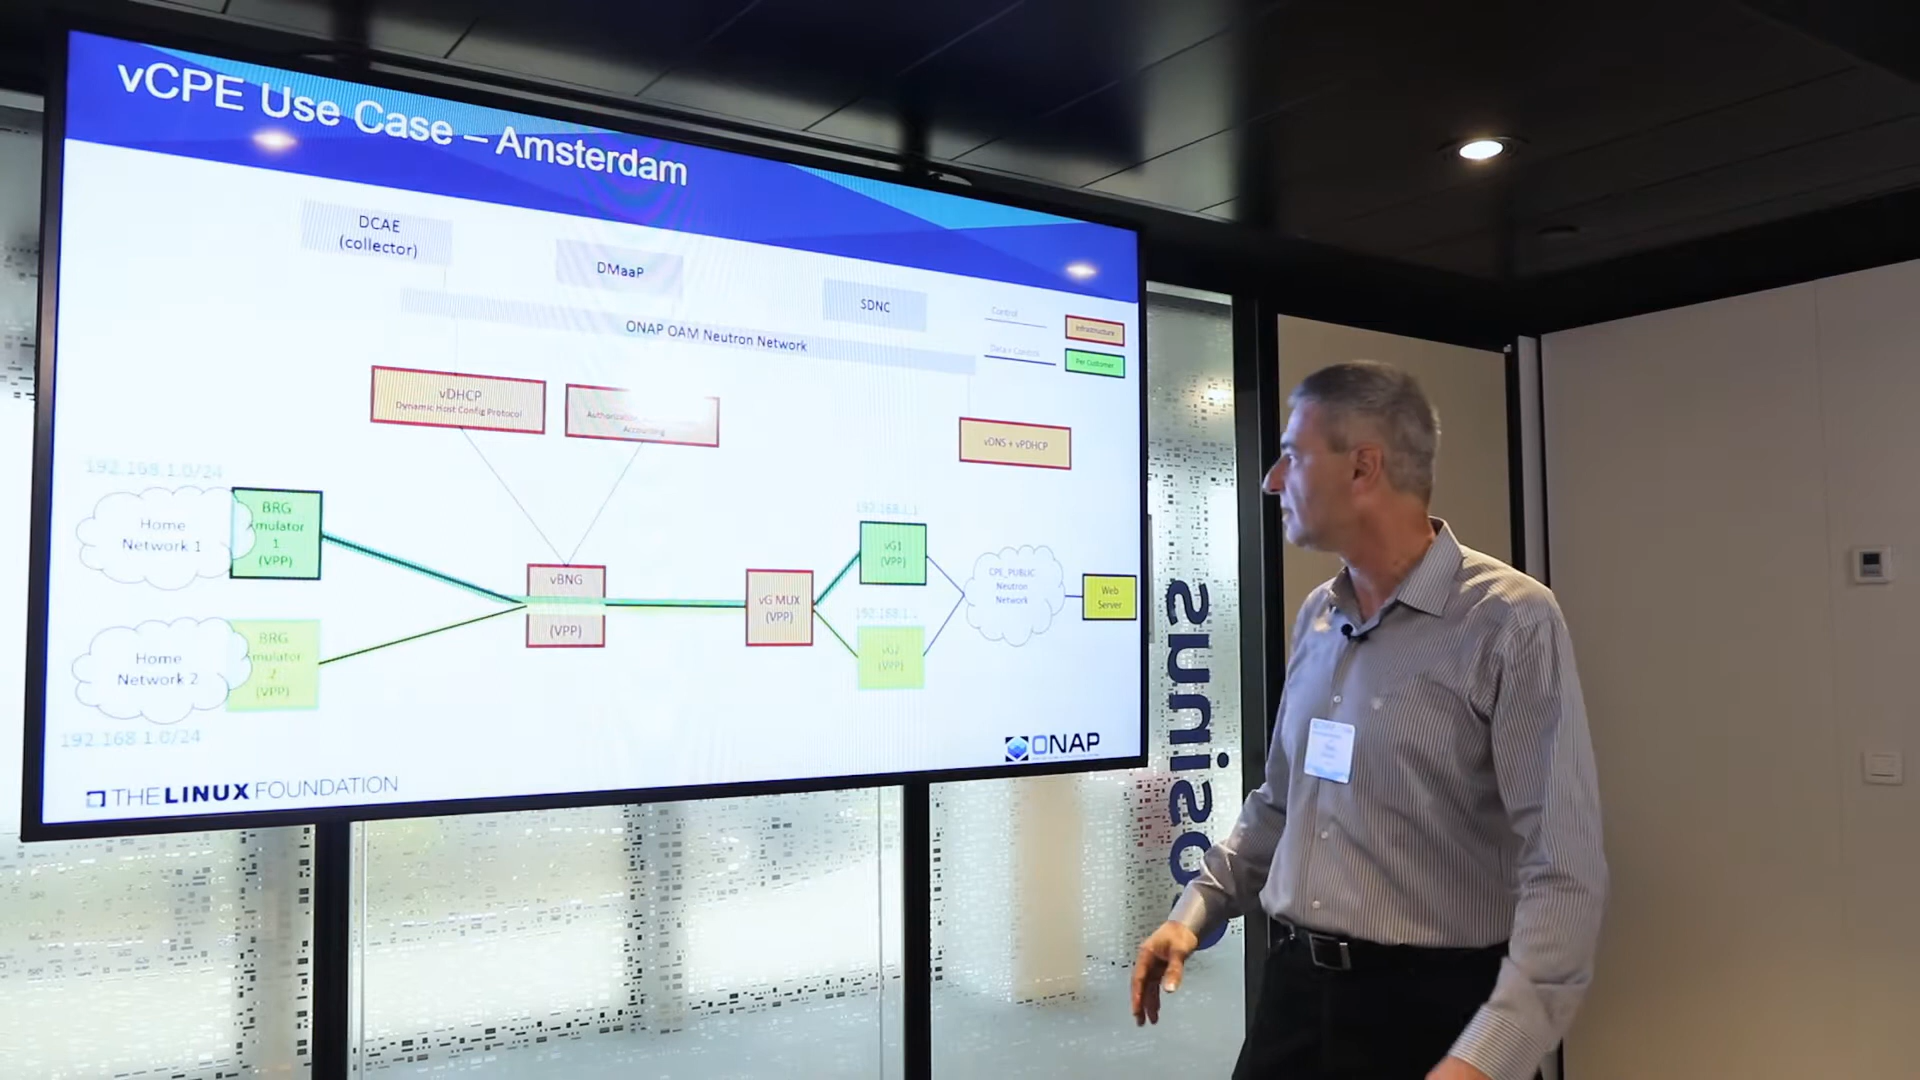 vCPE Use Case – Amsterdam
DCAE
(collector)
DMaaP
SDNC
Control
Infrastructure
ONAP OAM Neutron Network
Data + Control
Per Customer
vDHCP
Dynamic Host Config Protocol
Authorization
Accounting
vDNS + vPDHCP
192.168.1.0/24
Home
Network 1
BRG
mulator
1
(VPP)
192.168.1.1
vG1
(VPP)
CPE_PUBLIC
Neutron
Network
Web
Server
vBNG
(VPP)
vG MUX
(VPP)
192.168.1.
vG2
(VPP)
Home
Network 2
BRG
mulator
2
(VPP)
192.168 1.0/24
THE LINUX FOUNDATION
ONAP
sunrise